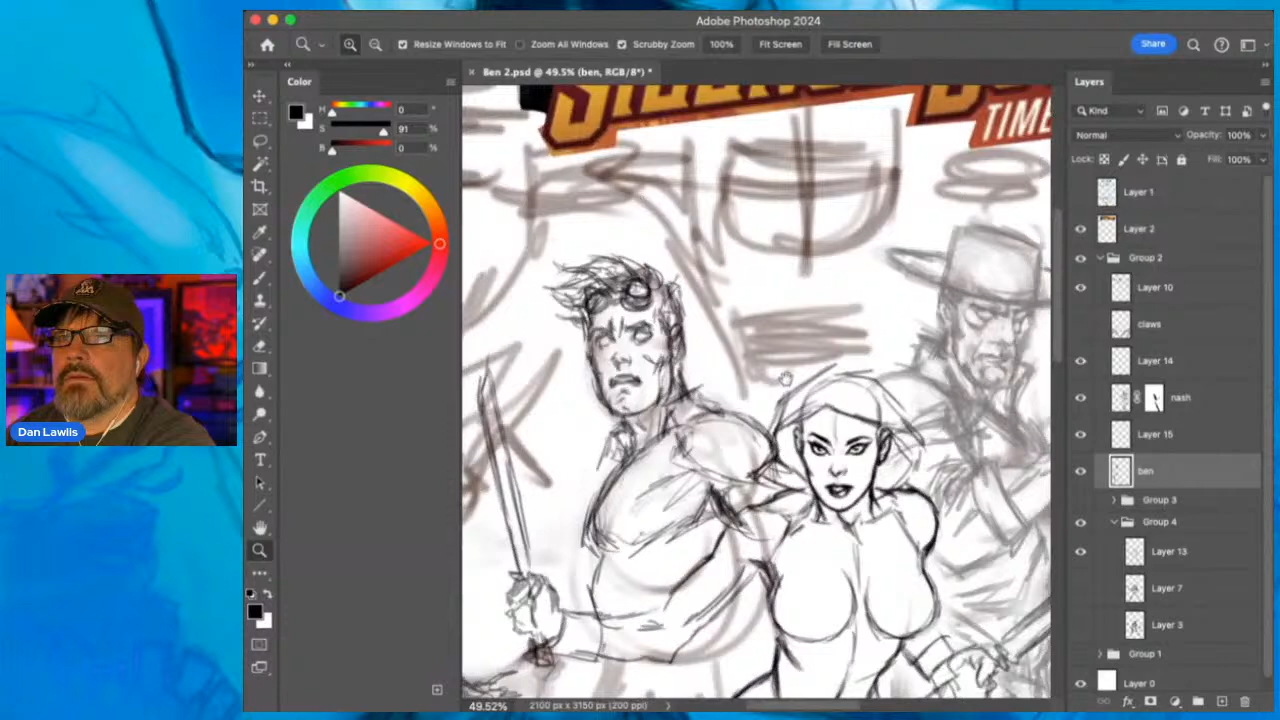 Adobe Photoshop 2024
Resize Windows to Fit
Zoom All Windows
Scrubby Zoom
100%
Fit Screen
Fill Screen
Share
Color
Ben 2.psd @ 49.5% (ben, RGB/8*) *
Layers
H 0 °
S 91 %
B 0 %
TIME
Kind
Normal
Opacity: 100%
Lock:
Fill: 100%
Layer 1
Layer 2
Group 2
Layer 10
claws
Layer 14
nash
Layer 15
ben
Group 3
Group 4
Layer 13
Layer 7
Layer 3
Group 1
Layer 0
Dan Lawlis
49.52%
2100 px x 3150 px (200 ppi)